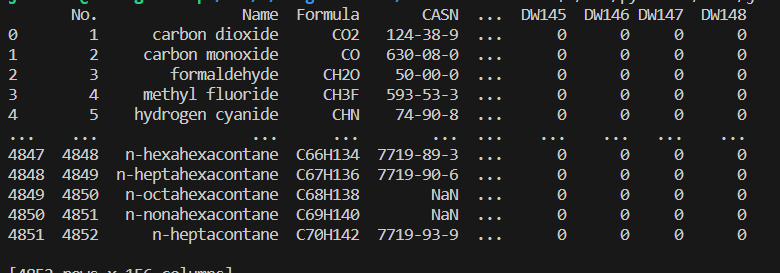 No. Name Formula CASN ... DW145 DW146 DW147 DW148
0 1 carbon dioxide CO2 124-38-9 ... 0 0 0 0
1 2 carbon monoxide CO 630-08-0 ... 0 0 0 0
2 3 formaldehyde CH2O 50-00-0 ... 0 0 0 0
3 4 methyl fluoride CH3F 593-53-3 ... 0 0 0 0
4 5 hydrogen cyanide CHN 74-90-8 ... 0 0 0 0
... ... ... ... ... ... ... ... ... ...
4847 4848 n-hexahexacontane C66H134 7719-89-3 ... 0 0 0 0
4848 4849 n-heptahexacontane C67H136 7719-90-6 ... 0 0 0 0
4849 4850 n-octahexacontane C68H138 NaN ... 0 0 0 0
4850 4851 n-nonahexacontane C69H140 NaN ... 0 0 0 0
4851 4852 n-heptacontane C70H142 7719-93-9 ... 0 0 0 0
[4852 rows x 156 columns]